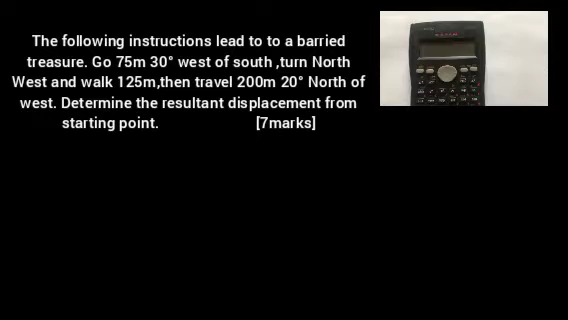 The following instructions lead to to a barried
treasure. Go 75m 30° west of south ,turn North
West and walk 125m,then travel 200m 20° North of
west. Determine the resultant displacement from
starting point. [7marks]